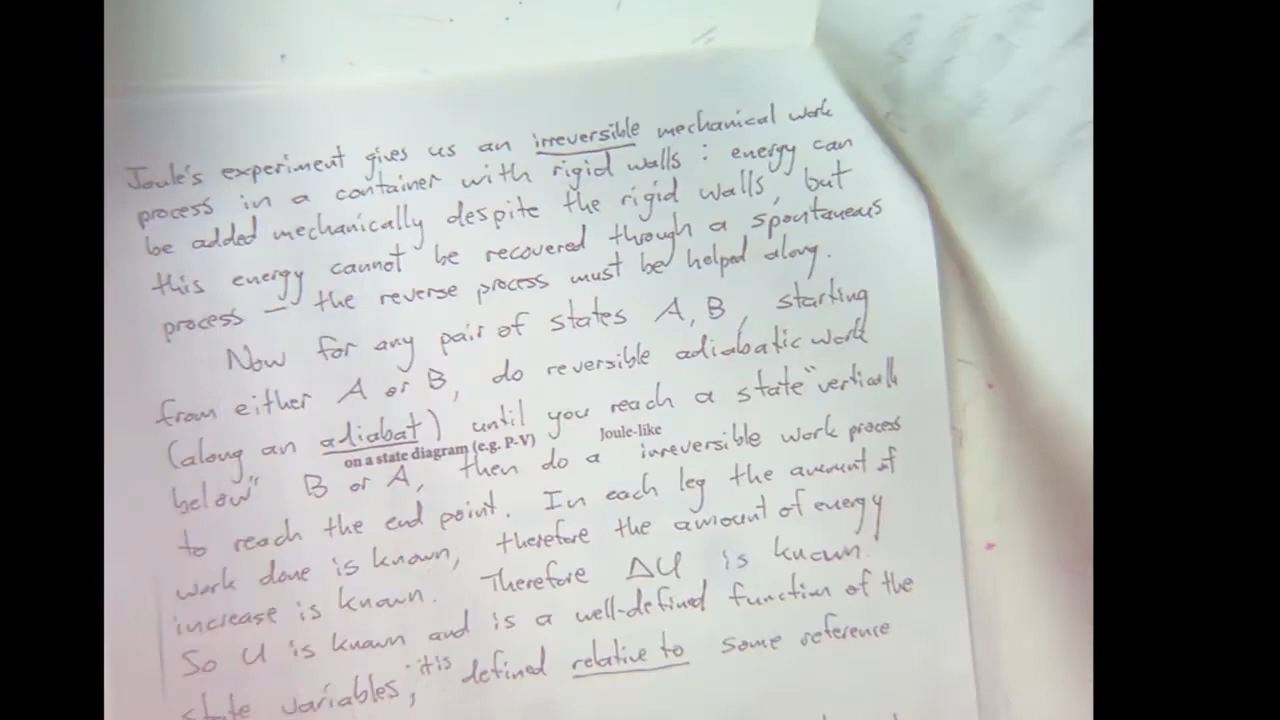 Joule's experiment gives us an irreversible mechanical work
process in a container with rigid walls : energy can
be added mechanically despite the rigid walls, but
this energy cannot be recovered through a spontaneous
process — the reverse process must be helped along.
Now for any pair of states A, B, starting
from either A or B, do reversible adiabatic work
(along an adiabat) until you reach a state "vertically
on a state diagram (e.g. P-V) Joule-like
below" B or A, then do a irreversible work process
to reach the end point. In each leg the amount of
work done is known, therefore the amount of energy
increase is known. Therefore ΔU is known.
So U is known and is a well-defined function of the
state variables; it is defined relative to some reference